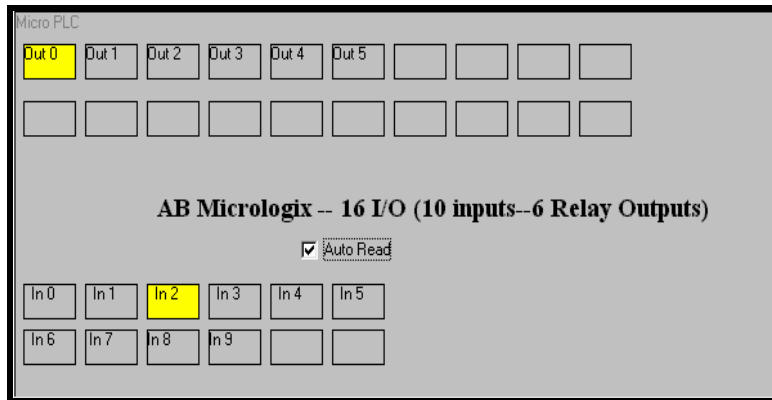 Micro PLC
Out 0 Out 1 Out 2 Out 3 Out 4 Out 5
AB Micrologix -- 16 I/O (10 inputs--6 Relay Outputs)
Auto Read
In 0 In 1 In 2 In 3 In 4 In 5
In 6 In 7 In 8 In 9